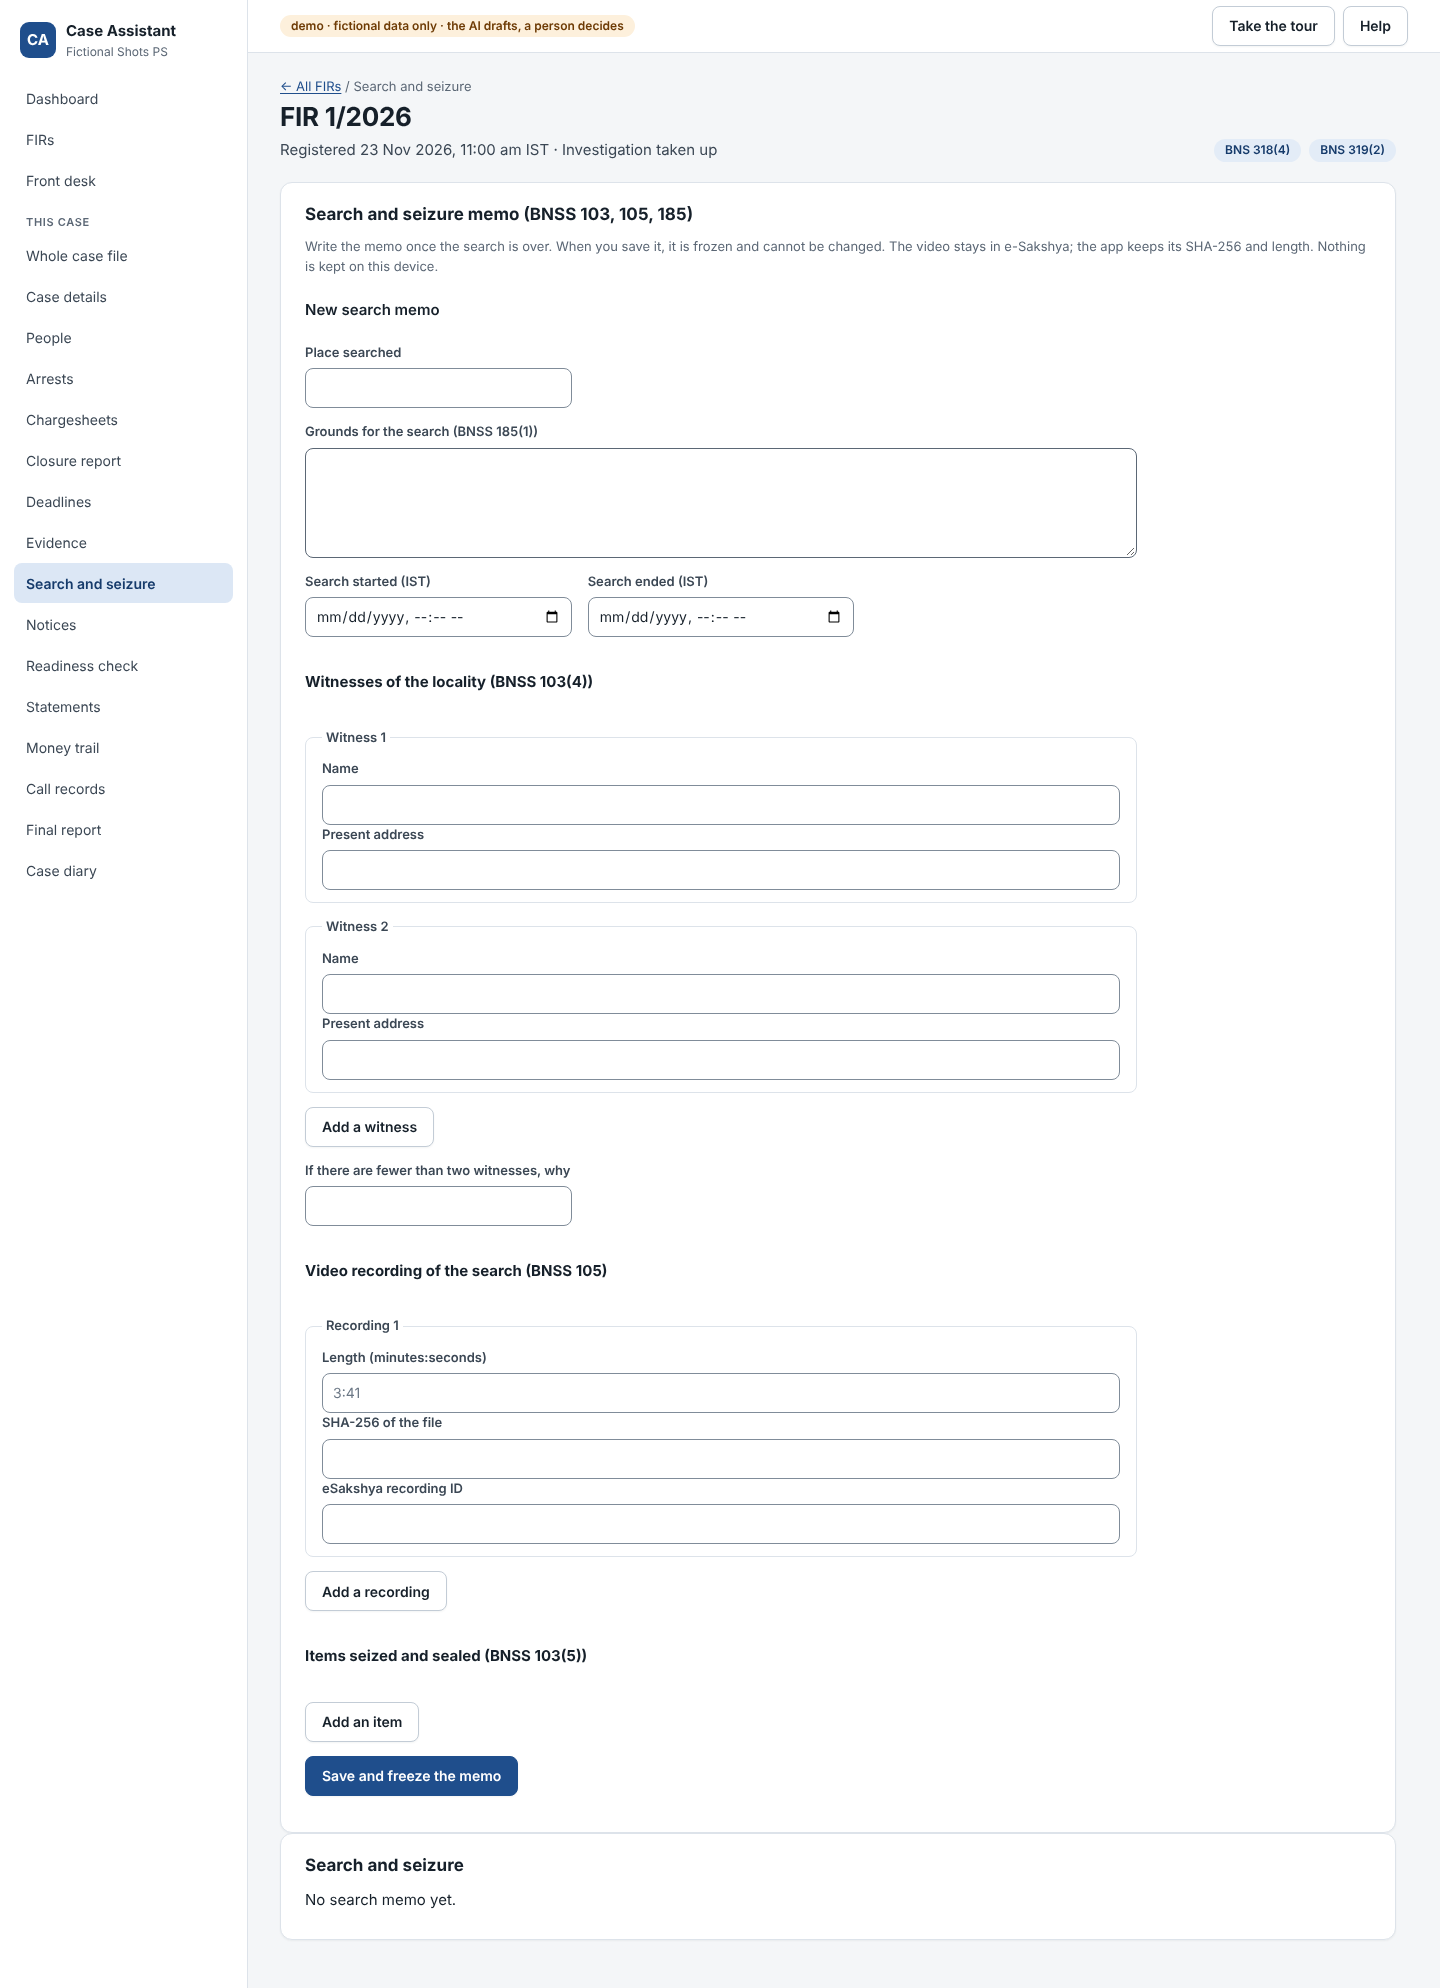 CA
Case Assistant
Fictional Shots PS
Dashboard
FIRs
Front desk
THIS CASE
Whole case file
Case details
People
Arrests
Chargesheets
Closure report
Deadlines
Evidence
Search and seizure
Notices
Readiness check
Statements
Money trail
Call records
Final report
Case diary
demo · fictional data only · the AI drafts, a person decides
Take the tour
Help
← All FIRs / Search and seizure
FIR 1/2026
Registered 23 Nov 2026, 11:00 am IST · Investigation taken up
BNS 318(4)
BNS 319(2)
Search and seizure memo (BNSS 103, 105, 185)
Write the memo once the search is over. When you save it, it is frozen and cannot be changed. The video stays in e-Sakshya; the app keeps its SHA-256 and length. Nothing
is kept on this device.
New search memo
Place searched
Grounds for the search (BNSS 185(1))
Search started (IST)
Search ended (IST)
mm/dd/yyyy, --:-- --
mm/dd/yyyy, --:-- --
Witnesses of the locality (BNSS 103(4))
Witness 1
Name
Present address
Witness 2
Name
Present address
Add a witness
If there are fewer than two witnesses, why
Video recording of the search (BNSS 105)
Recording 1
Length (minutes:seconds)
3:41
SHA-256 of the file
eSakshya recording ID
Add a recording
Items seized and sealed (BNSS 103(5))
Add an item
Save and freeze the memo
Search and seizure
No search memo yet.